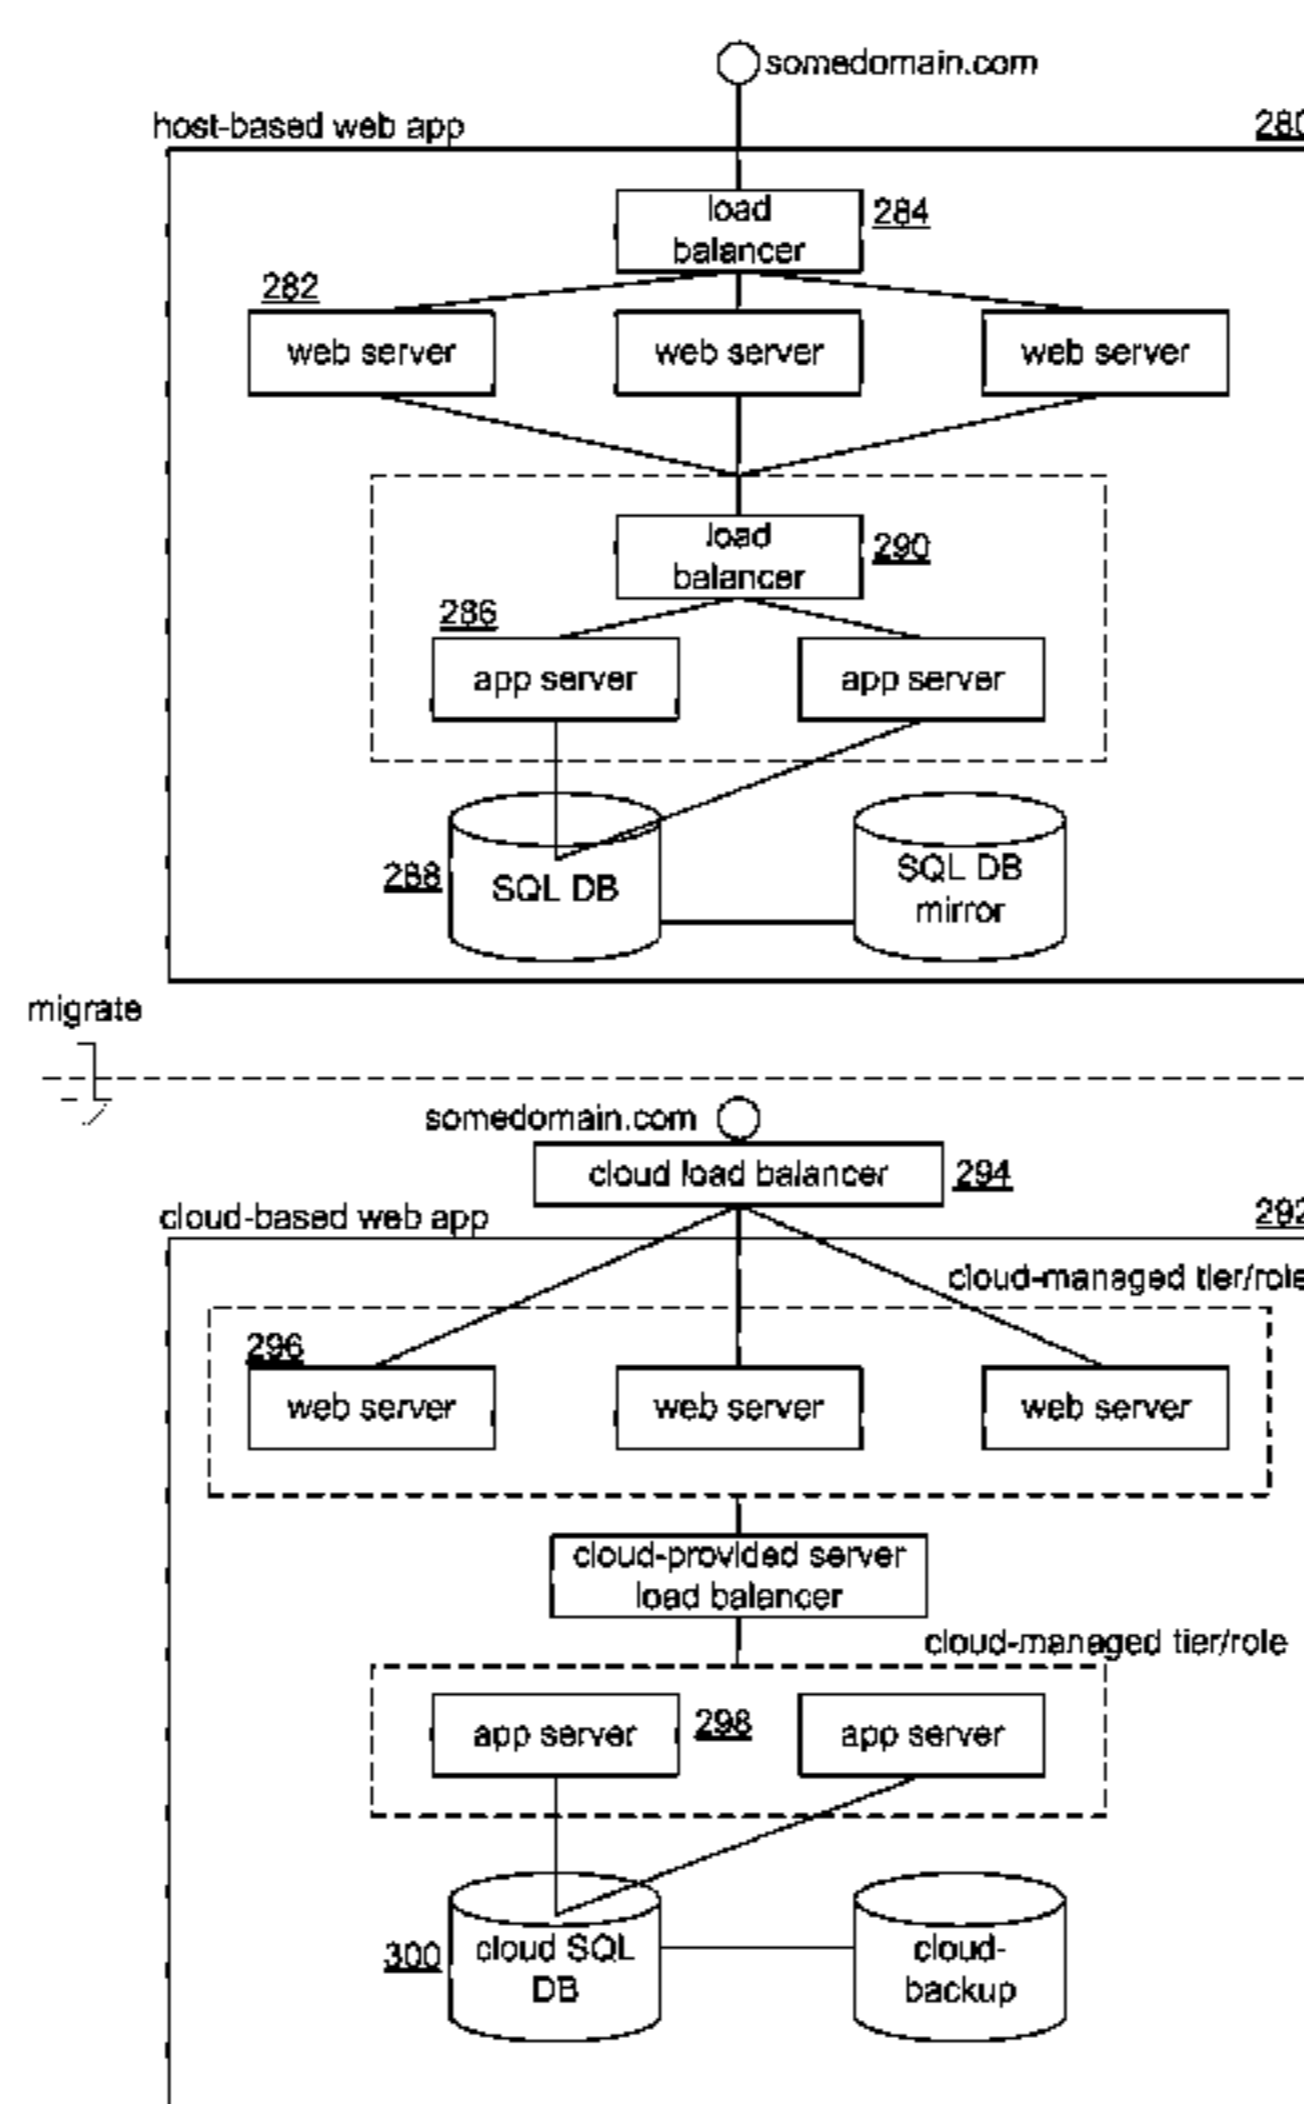 somedomain.com
host-based web app
280
load
balancer
284
282
web server
web server
web server
load
balancer
290
286
app server
app server
288
SQL DB
SQL DB
mirror
migrate
somedomain.com
cloud load balancer
294
cloud-based web app
292
cloud-managed tier/role
296
web server
web server
web server
cloud-provided server
load balancer
cloud-managed tier/role
app server
298
app server
300
cloud SQL
DB
cloud-
backup